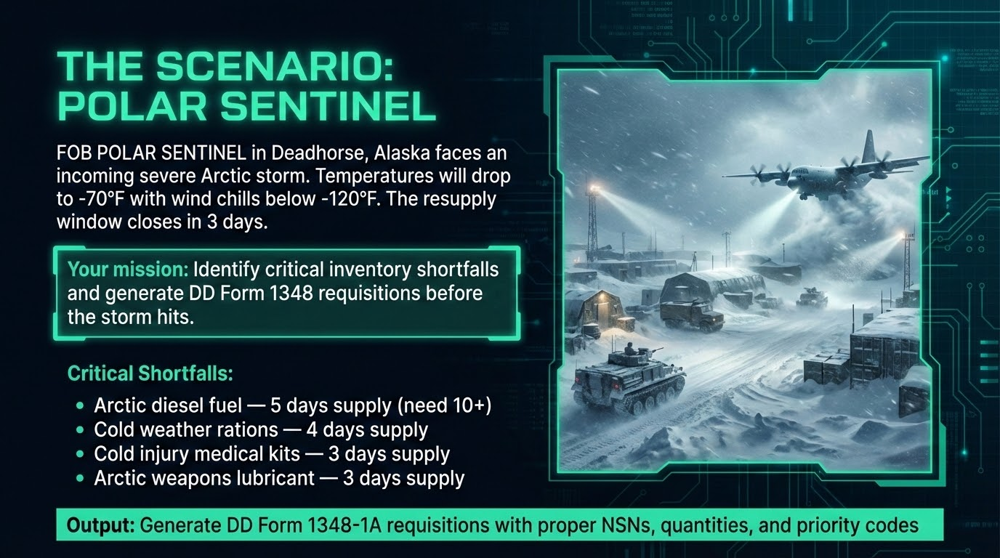 THE SCENARIO:
POLAR SENTINEL
FOB POLAR SENTINEL in Deadhorse, Alaska faces an
incoming severe Arctic storm. Temperatures will drop
to -70°F with wind chills below -120°F. The resupply
window closes in 3 days.
Your mission: Identify critical inventory shortfalls
and generate DD Form 1348 requisitions before
the storm hits.
Critical Shortfalls:
• Arctic diesel fuel — 5 days supply (need 10+)
• Cold weather rations — 4 days supply
• Cold injury medical kits — 3 days supply
• Arctic weapons lubricant — 3 days supply
Output: Generate DD Form 1348-1A requisitions with proper NSNs, quantities, and priority codes